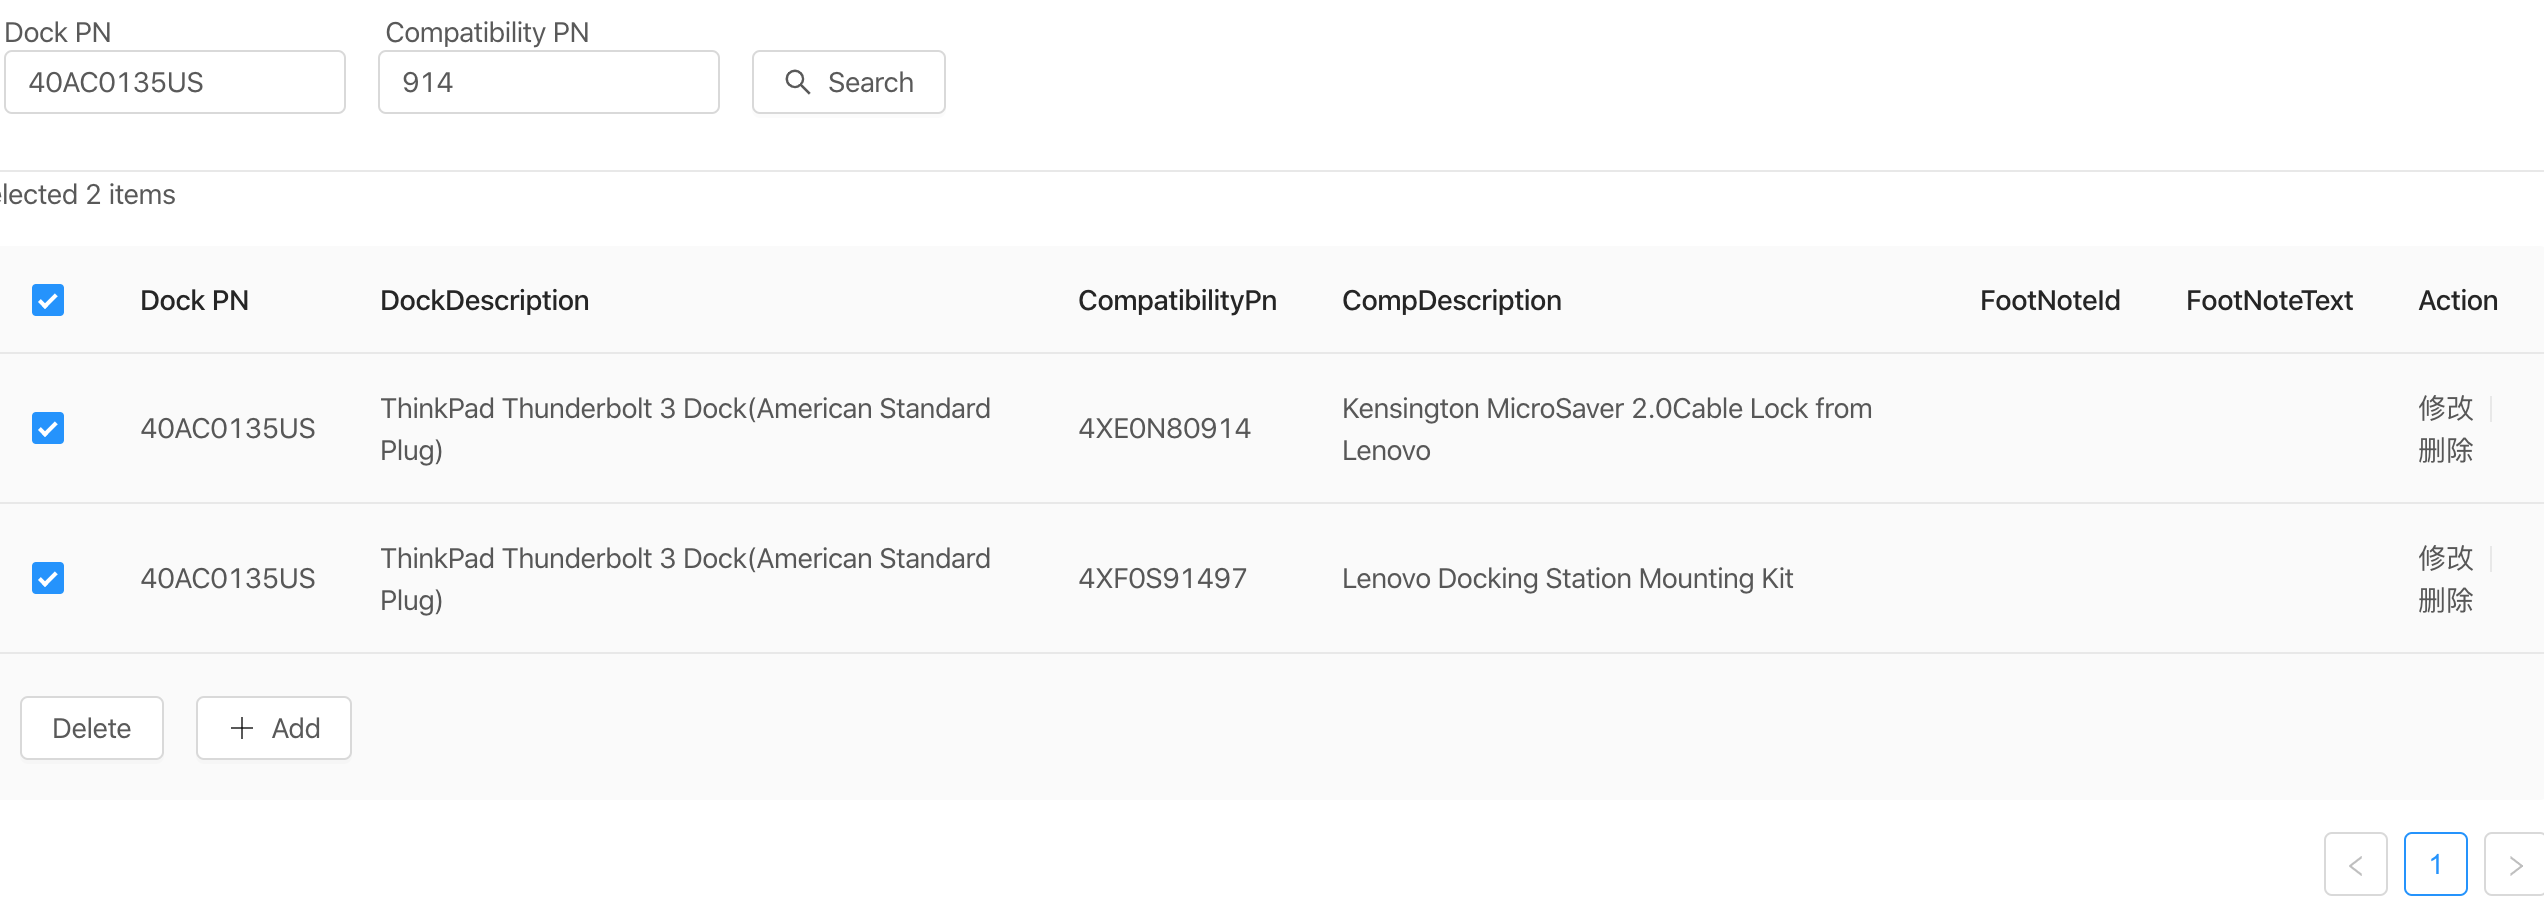 Dock PN
Compatibility PN
40AC0135US
914
Search
elected 2 items
Dock PN
DockDescription
CompatibilityPn
CompDescription
FootNoteId
FootNoteText
Action
40AC0135US
ThinkPad Thunderbolt 3 Dock(American Standard
Plug)
4XE0N80914
Kensington MicroSaver 2.0Cable Lock from
Lenovo
修改
删除
40AC0135US
ThinkPad Thunderbolt 3 Dock(American Standard
Plug)
4XF0S91497
Lenovo Docking Station Mounting Kit
修改
删除
Delete
+ Add
< 1 >